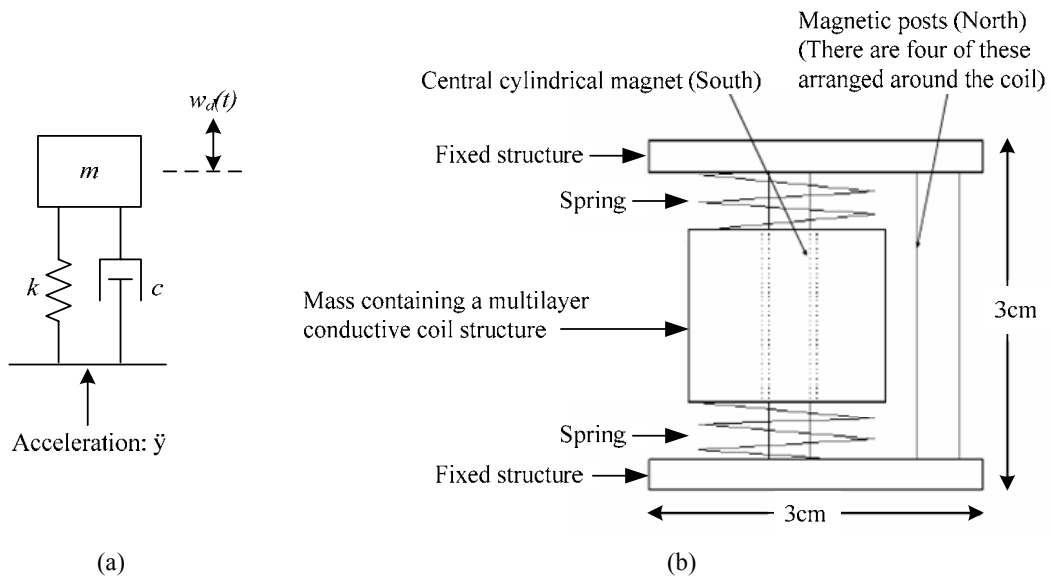 w_d(t)
m
k
c
Acceleration: ÿ
(a)
Magnetic posts (North)
(There are four of these
arranged around the coil)
Central cylindrical magnet (South)
Fixed structure
Spring
Mass containing a multilayer
conductive coil structure
3cm
Spring
Fixed structure
3cm
(b)